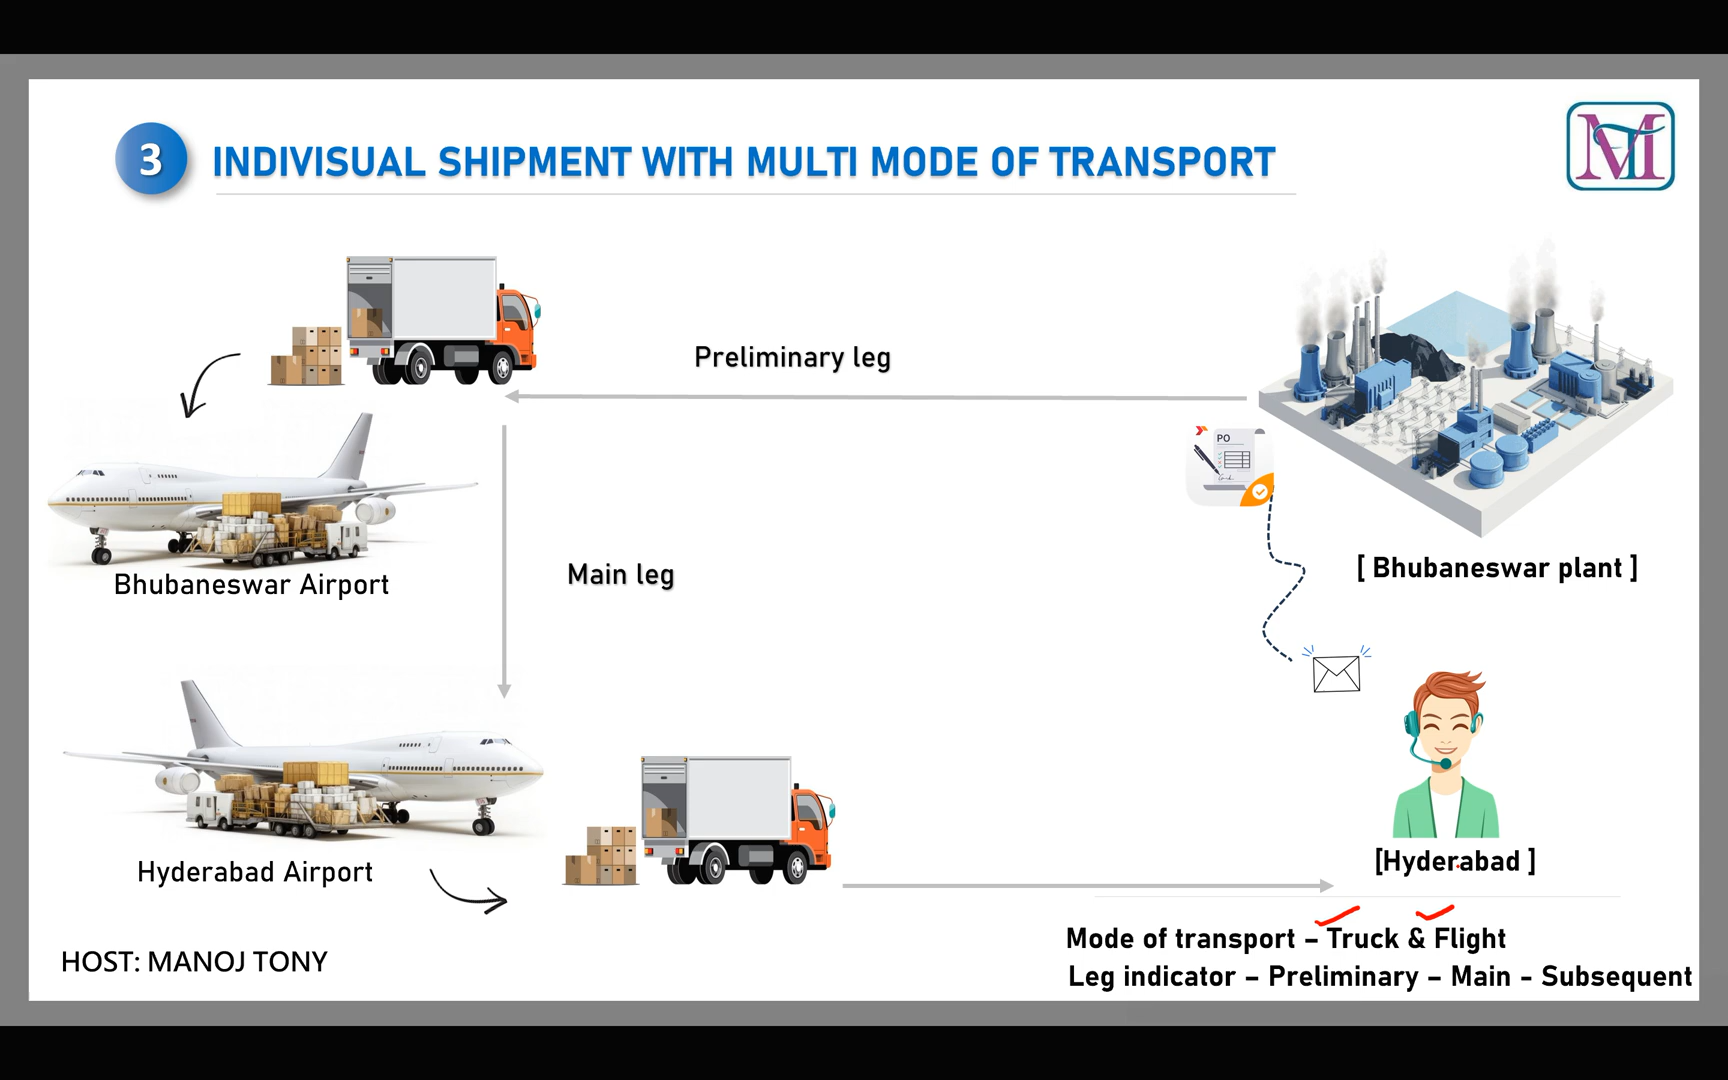 3
INDIVISUAL SHIPMENT WITH MULTI MODE OF TRANSPORT
MT
Preliminary leg
PO
Bhubaneswar Airport
Main leg
[ Bhubaneswar plant ]
Hyderabad Airport
[Hyderabad ]
Mode of transport – Truck & Flight
HOST: MANOJ TONY
Leg indicator – Preliminary – Main - Subsequent